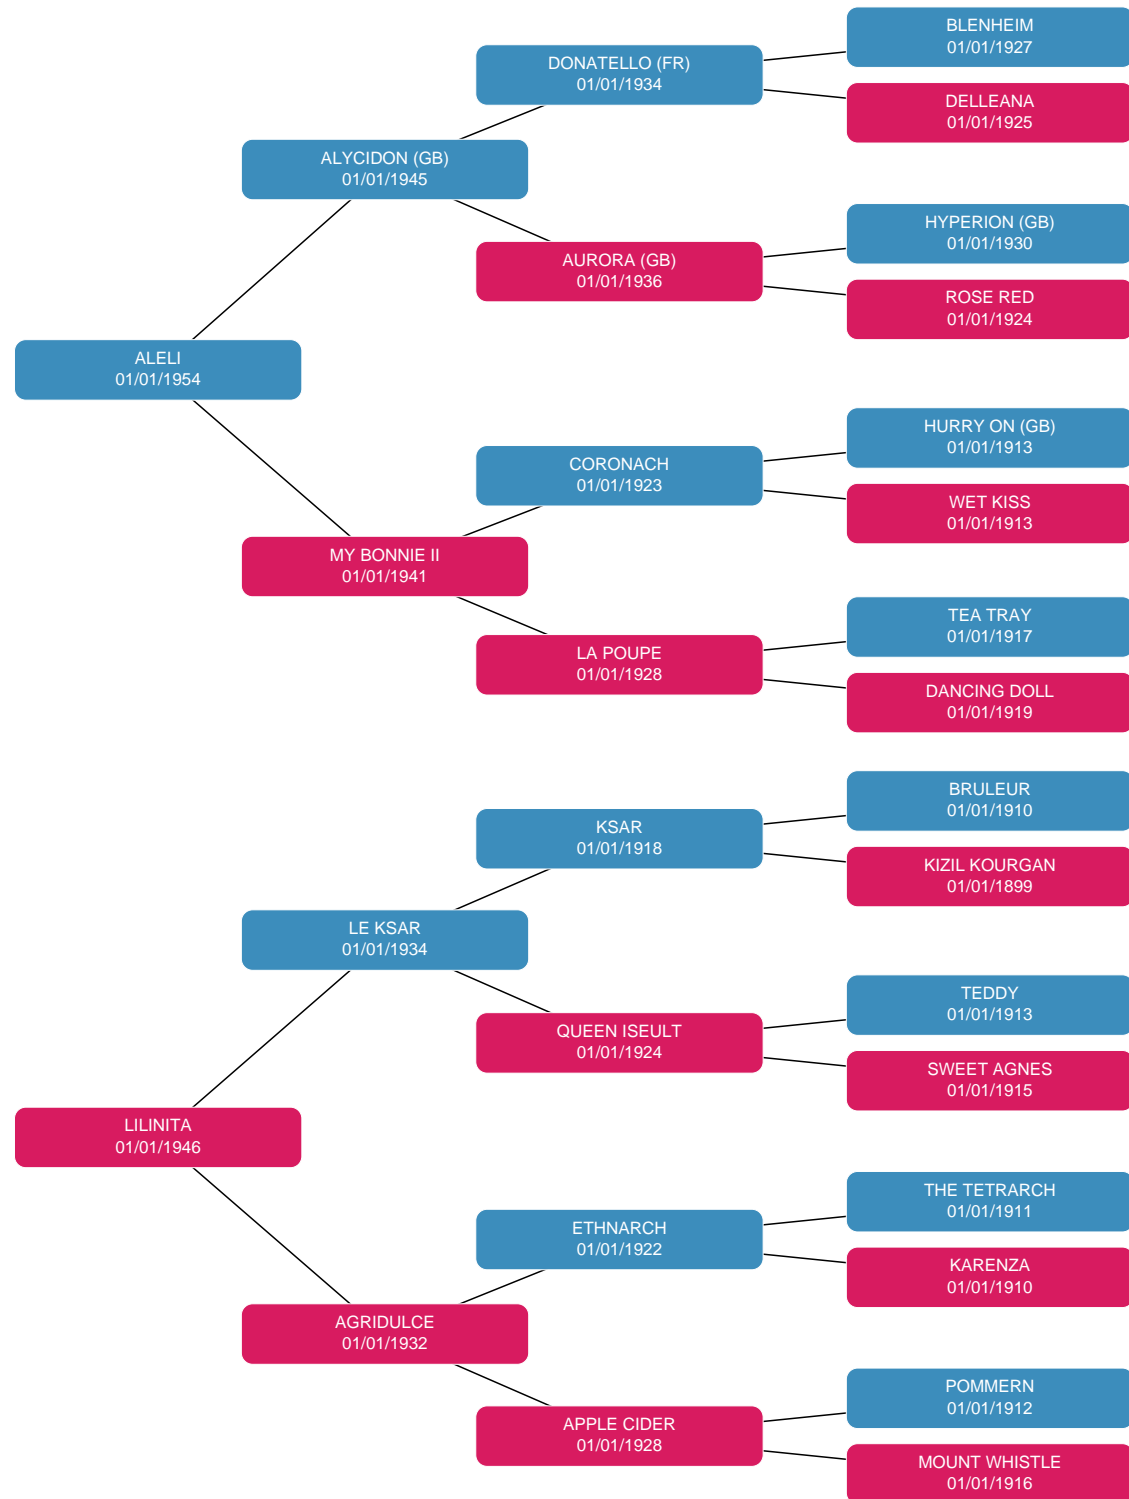 BLENHEIM
01/01/1927
DONATELLO (FR)
01/01/1934
DELLEANA
01/01/1925
ALYCIDON (GB)
01/01/1945
HYPERION (GB)
01/01/1930
AURORA (GB)
01/01/1936
ROSE RED
01/01/1924
ALELI
01/01/1954
HURRY ON (GB)
01/01/1913
CORONACH
01/01/1923
WET KISS
01/01/1913
MY BONNIE II
01/01/1941
TEA TRAY
01/01/1917
LA POUPE
01/01/1928
DANCING DOLL
01/01/1919
BRULEUR
01/01/1910
KSAR
01/01/1918
KIZIL KOURGAN
01/01/1899
LE KSAR
01/01/1934
TEDDY
01/01/1913
QUEEN ISEULT
01/01/1924
SWEET AGNES
01/01/1915
LILINITA
01/01/1946
THE TETRARCH
01/01/1911
ETHNARCH
01/01/1922
KARENZA
01/01/1910
AGRIDULCE
01/01/1932
POMMERN
01/01/1912
APPLE CIDER
01/01/1928
MOUNT WHISTLE
01/01/1916